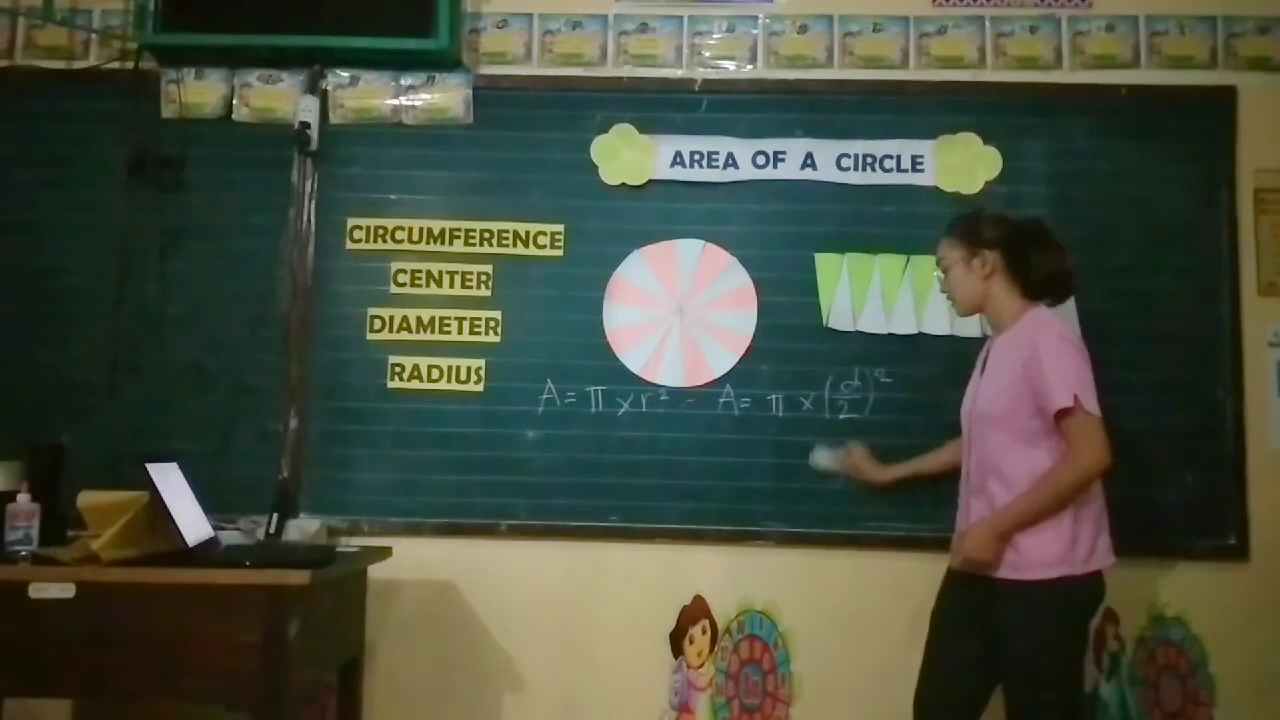 AREA OF A CIRCLE
CIRCUMFERENCE
CENTER
DIAMETER
RADIUS
A = π x r² - A = π x (d/2)²